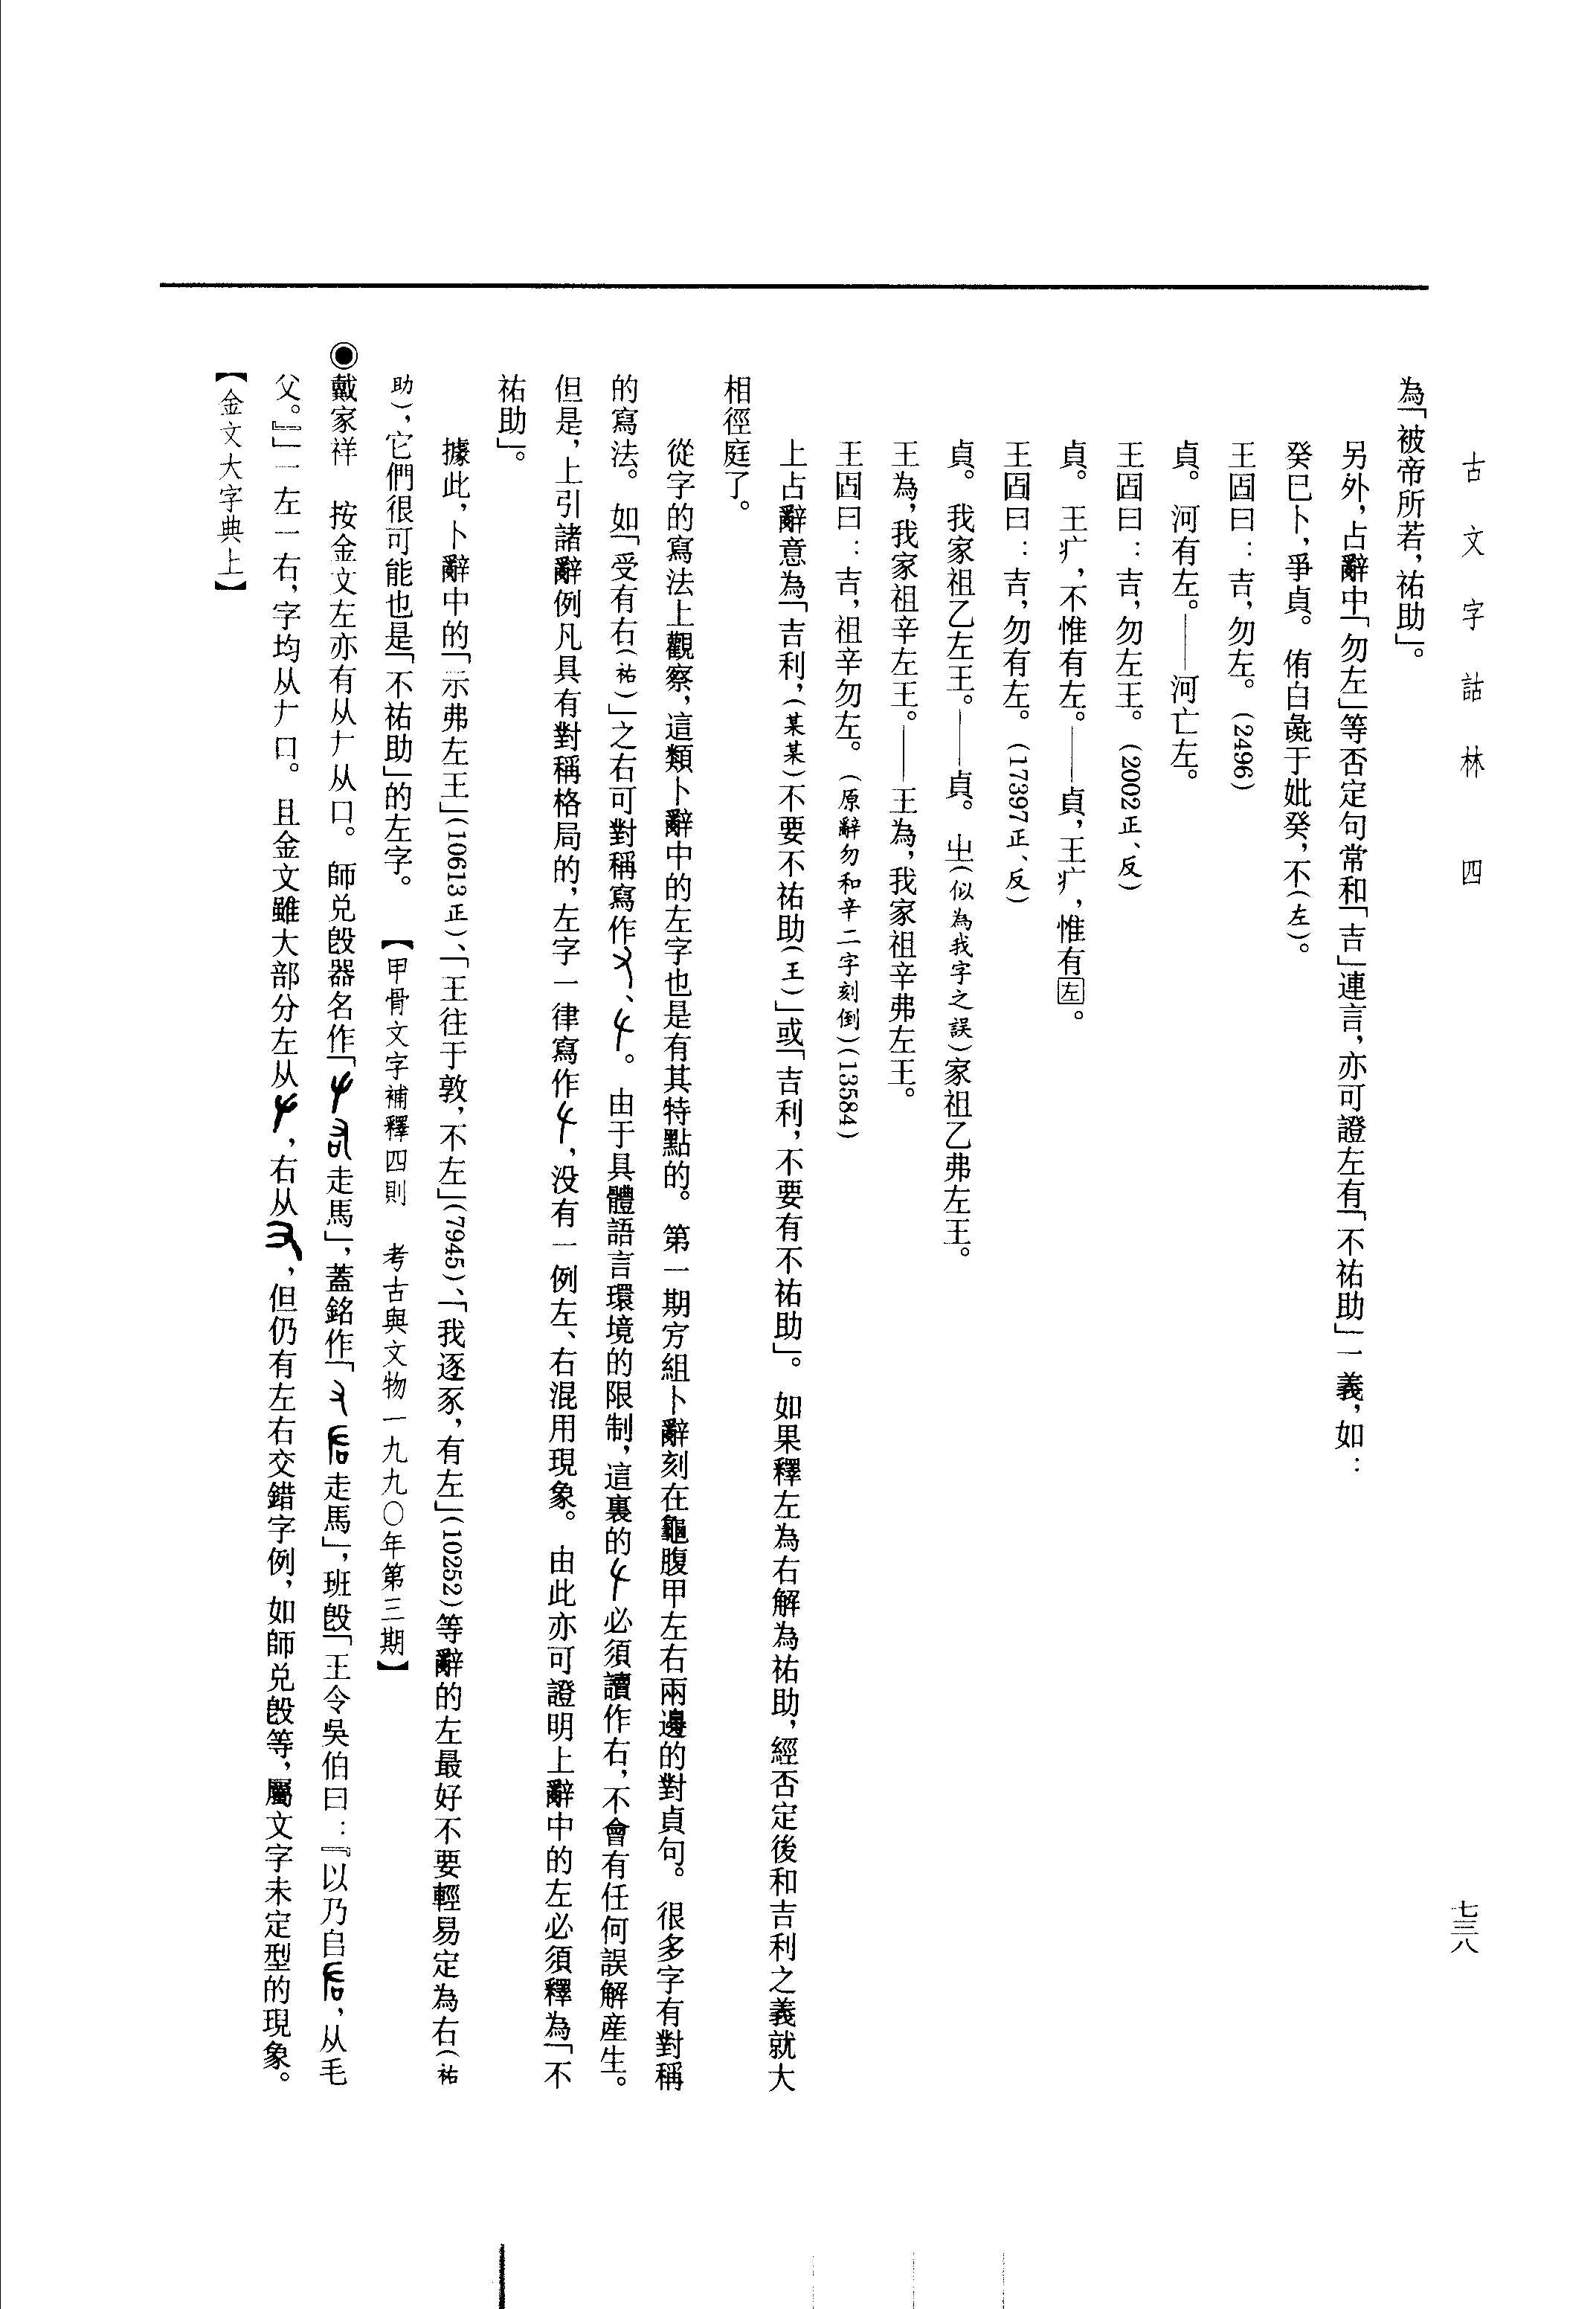 古文字詁林 四
七三八
為「被帝所若，祐助」。
另外，占辭中「勿左」等否定句常和「吉」連言，亦可證左有「不祐助」一義，如：
癸巳卜，爭貞。侑白彘于妣癸，不（左）。
王固曰：吉，勿左。(2496)
貞。河有左。——河亡左。
王固曰：吉，勿左王。(2002正、反)
貞。王疒，不惟有左。——貞，王疒，惟有左。
王固曰：吉，勿有左。(17397正、反)
貞。我家祖乙左王。——貞。㞢（似為我字之誤）家祖乙弗左王。
王為，我家祖辛左王。——王為，我家祖辛弗左王。
王固曰：吉，祖辛勿左。（原辭勿和辛二字刻倒）(13584)
上占辭意為「吉利，（某某）不要不祐助（王）」或「吉利，不要有不祐助」。如果釋左為右解為祐助，經否定後和吉利之義就大
相徑庭了。
從字的寫法上觀察，這類卜辭中的左字也是有其特點的。第一期方組卜辭刻在龜腹甲左右兩邊的對貞句。很多字有對稱
的寫法。如「受有右（祐）」之右可對稱寫作、。由于具體語言環境的限制，這裏的必須讀作右，不會有任何誤解産生。
但是，上引諸辭例凡具有對稱格局的，左字一律寫作，没有一例左、右混用現象。由此亦可證明上辭中的左必須釋為「不
祐助」。
據此，卜辭中的「示弗左王」(10613正)、「王往于敦，不左」(7945)、「我逐豕，有左」(10252)等辭的左最好不要輕易定為右（祐
助），它們很可能也是「不祐助」的左字。【甲骨文字補釋四則 考古與文物一九九〇年第三期】
◉戴家祥 按金文左亦有从𠂇从口。師兑𣪘器名作「走馬」，蓋銘作「走馬」，班𣪘「王令吳伯曰：『以乃𠂤，从毛
父。』」一左一右，字均从𠂇口。且金文雖大部分左从，右从，但仍有左右交錯字例，如師兑𣪘等，屬文字未定型的現象。
【金文大字典上】